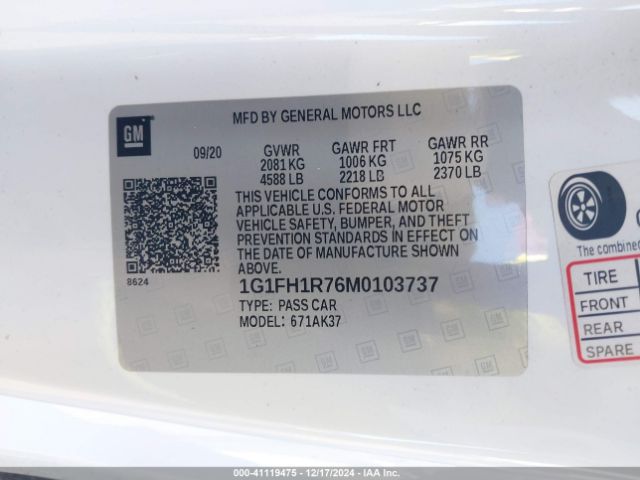 GM
MFD BY GENERAL MOTORS LLC
09/20
GVWR GAWR FRT GAWR RR
2081 KG 1006 KG 1075 KG
4588 LB 2218 LB 2370 LB
THIS VEHICLE CONFORMS TO ALL
APPLICABLE U.S. FEDERAL MOTOR
VEHICLE SAFETY, BUMPER, AND THEFT
PREVENTION STANDARDS IN EFFECT ON
THE DATE OF MANUFACTURE SHOWN
ABOVE.
8624
1G1FH1R76M0103737
TYPE: PASS CAR
MODEL: 671AK37
The combined
TIRE
FRONT
REAR
SPARE
00-41119475 - 12/17/2024 - IAA Inc.